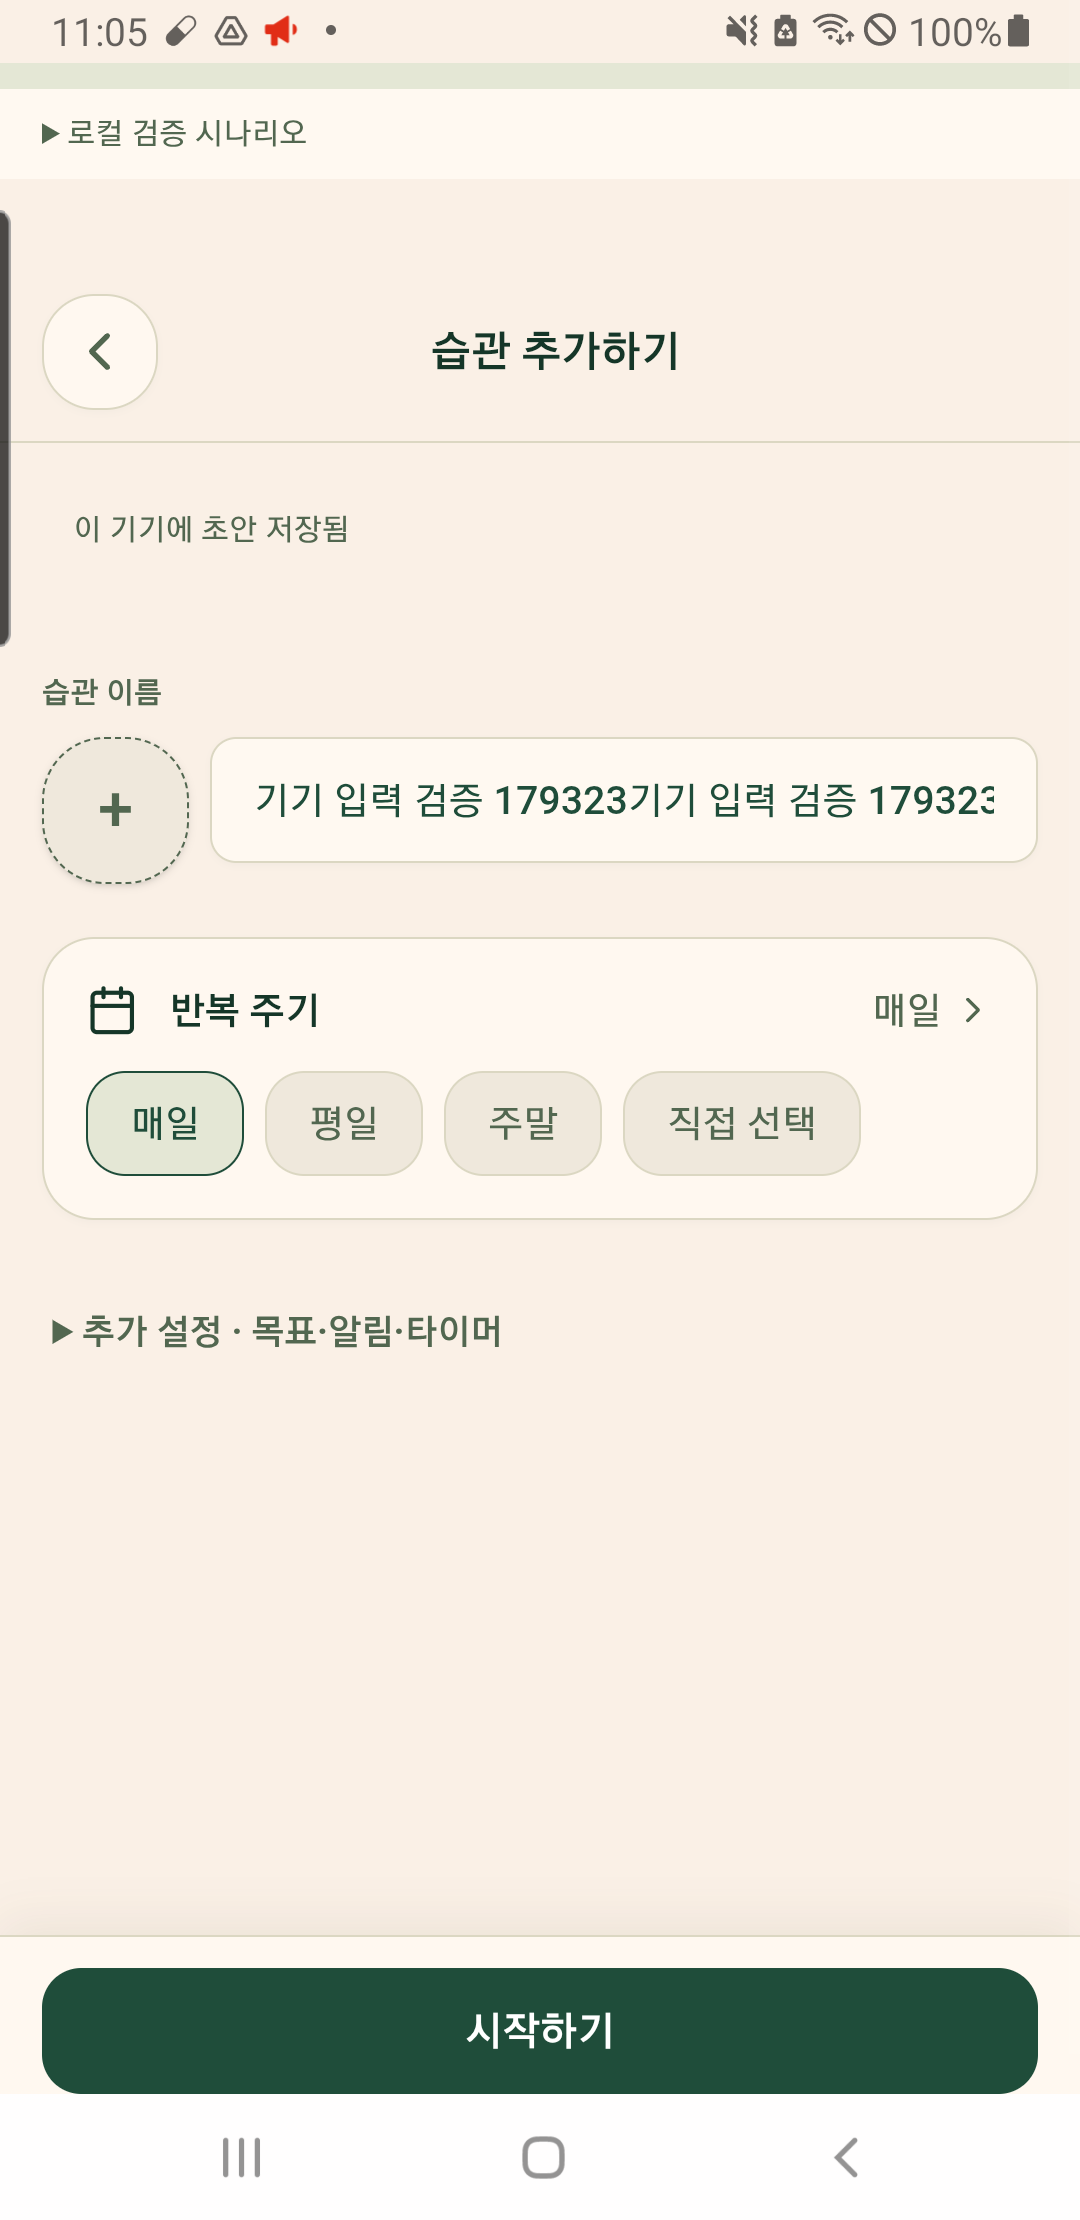 11:05 100%
▶ 로컬 검증 시나리오
습관 추가하기
이 기기에 초안 저장됨
습관 이름
+ 기기 입력 검증 179323기기 입력 검증 179323
반복 주기 매일
매일 평일 주말 직접 선택
▶ 추가 설정 · 목표·알림·타이머
시작하기